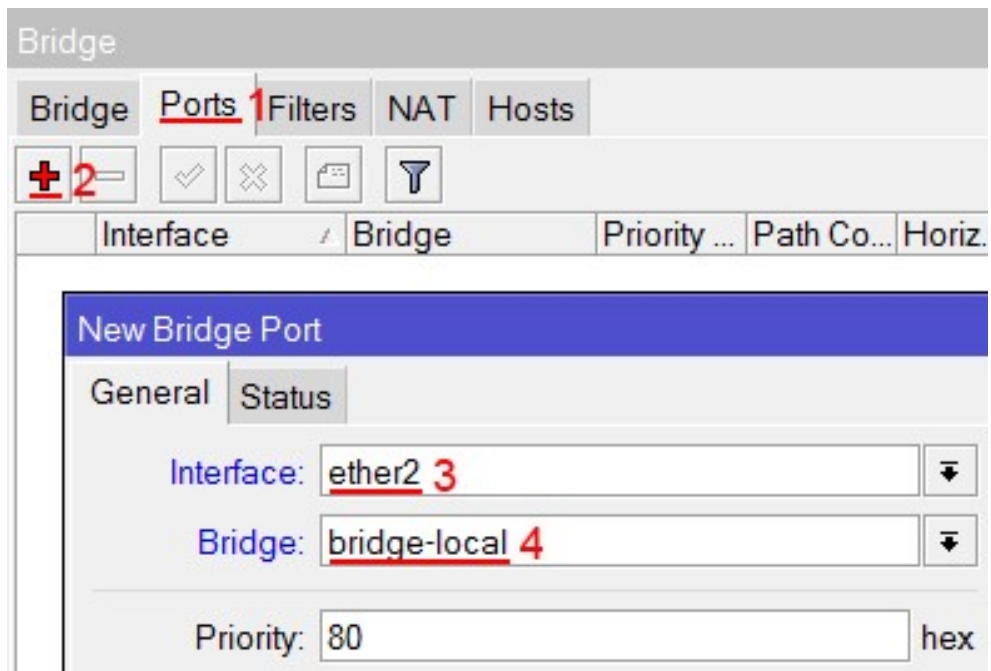 Bridge
Bridge Ports 1 Filters NAT Hosts
2
Interface Bridge Priority ... Path Co... Horiz.
New Bridge Port
General Status
Interface: ether2 3
Bridge: bridge-local 4
Priority: 80 hex